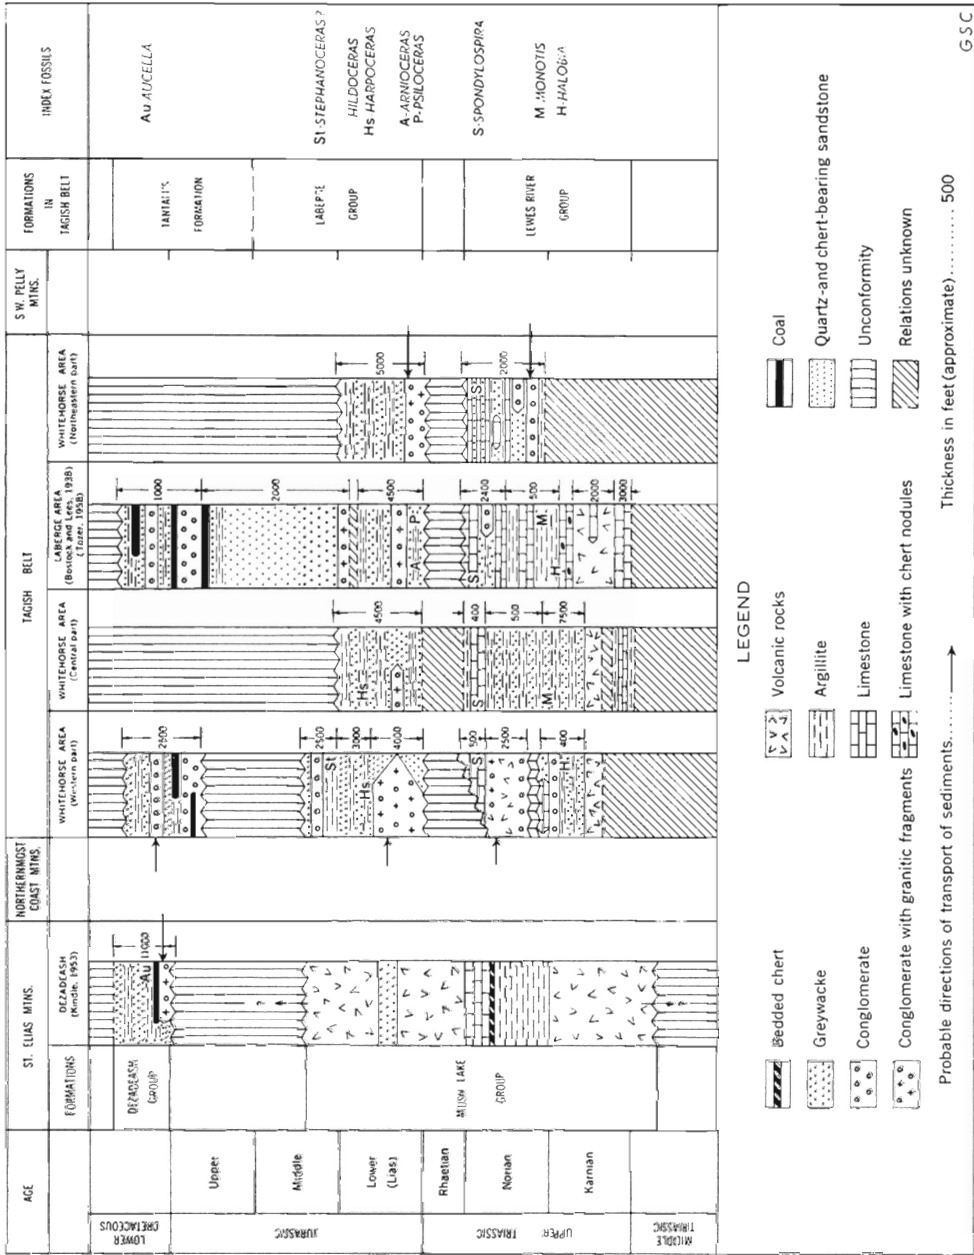 AGE
ST. ELIAS MTNS.
NORTHERNMOST
COAST MTNS.
TAGISH BELT
S W. PELLY
MTNS.
FORMATIONS
IN
TAGISH BELT
INDEX FOSSILS
FORMATIONS
DEZADEASH
(Kindle, 1953)
WHITEHORSE AREA
(Western part)
WHITEHORSE AREA
(Central part)
LABERGE AREA
(Bostock and Lees, 1938)
(Tozer, 1958)
WHITEHORSE AREA
(Northeastern part)
LOWER
CRETACEOUS
DEZADEASH
GROUP
11000
Au
2500
1000
TANTALUS
FORMATION
Au AUCELLA
JURASSIC
Upper
Middle
Lower
(Lias)
?
2500
St
3000
Hs
4000
4500
Hs
2000
4500
A
P
5000
LABERGE
GROUP
St-STEPHANOCERAS ?
HILDOCERAS
Hs-HARPOCERAS
A-ARNIOCERAS
P-PSILOCERAS
UPPER TRIASSIC
Rhaetian
Norian
Karnian
GROUP
500
S
2500
400
H
400
S
500
M
7500
2400
S
500
M
H
2000
3000
S
2000
LEWES RIVER
GROUP
S-SPONDYLOSPIRA
M-MONOTIS
H-HALOBIA
MIDDLE
TRIASSIC
?
LEGEND
Bedded chert
Volcanic rocks
Coal
Greywacke
Argillite
Quartz-and chert-bearing sandstone
Conglomerate
Limestone
Unconformity
Conglomerate with granitic fragments
Limestone with chert nodules
Relations unknown
Probable directions of transport of sediments
Thickness in feet (approximate) 500
GSC